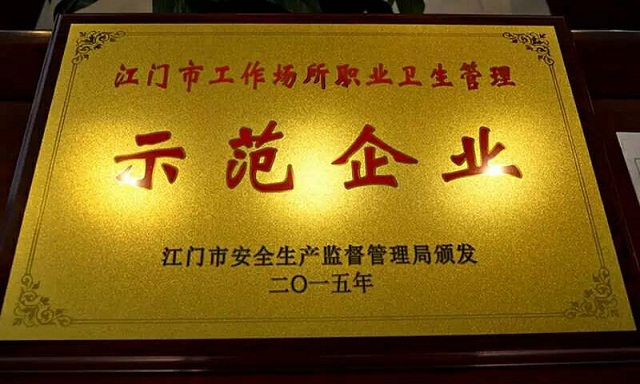 江门市工作场所职业卫生管理
示范企业
江门市安全生产监督管理局颁发
二〇一五年